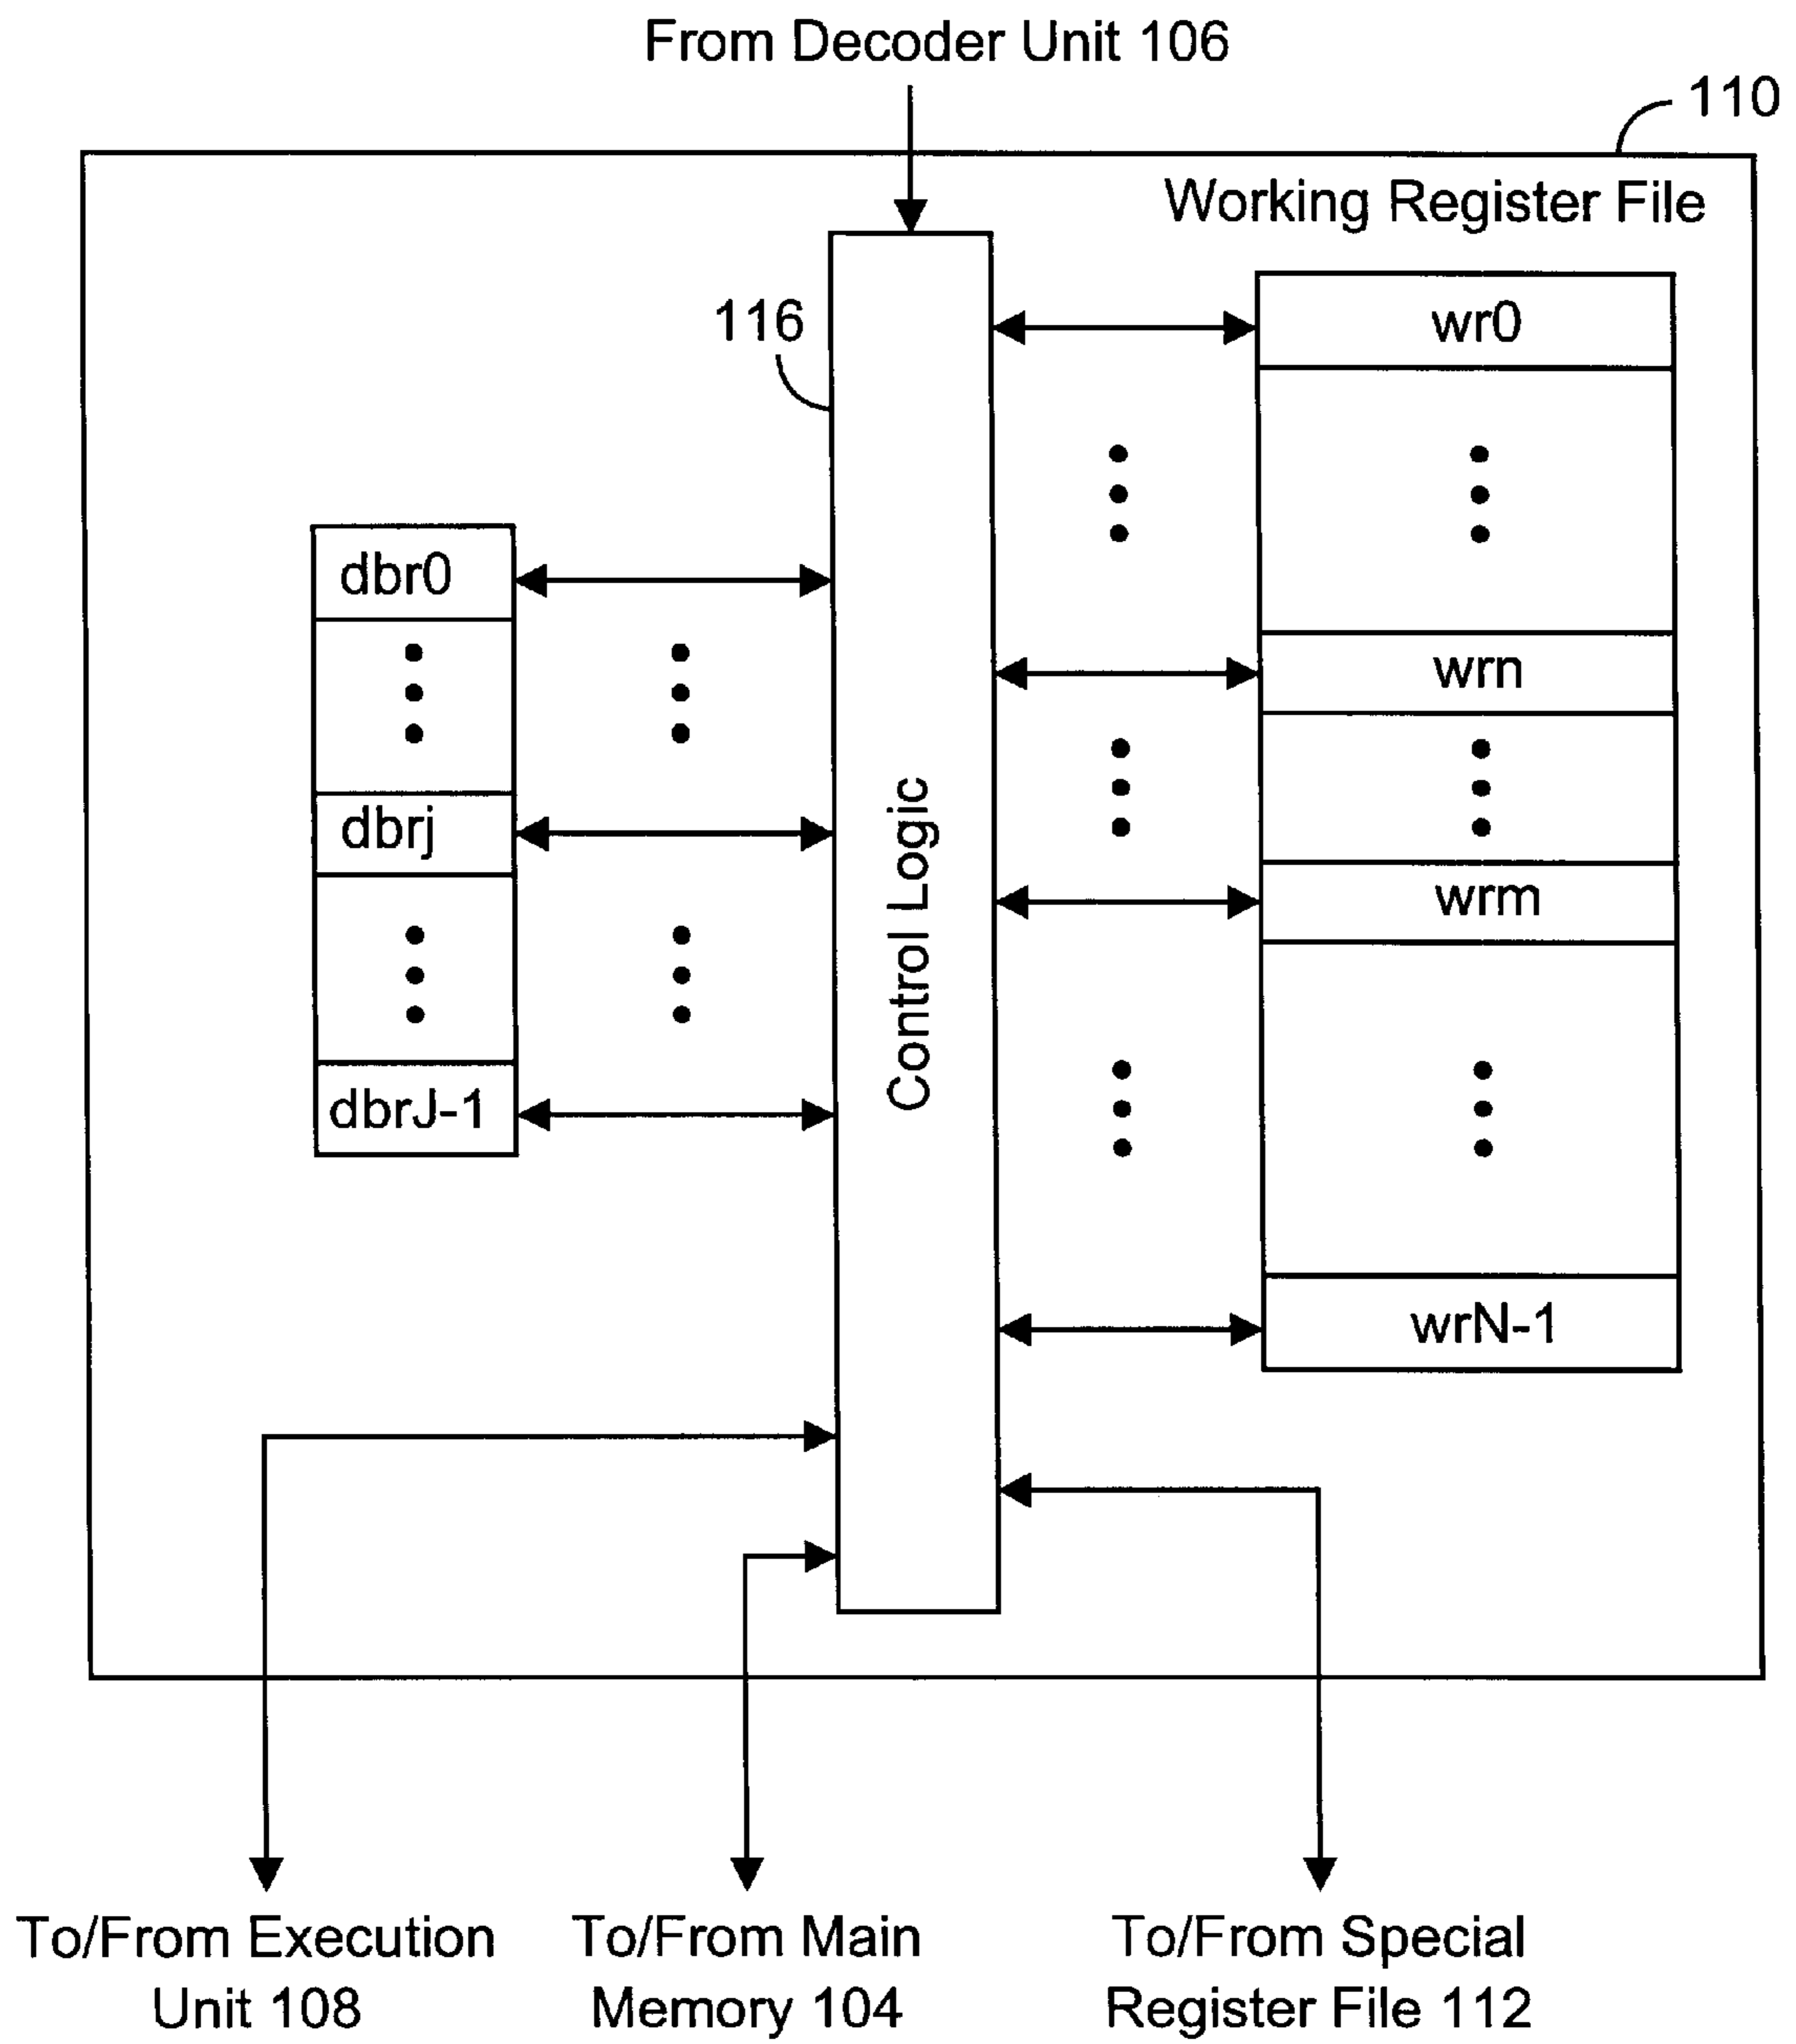 From Decoder Unit 106
110
Working Register File
116
wr0
dbr0
wrn
dbrj
wrm
Control Logic
dbrJ-1
wrN-1
To/From Execution
Unit 108
To/From Main
Memory 104
To/From Special
Register File 112